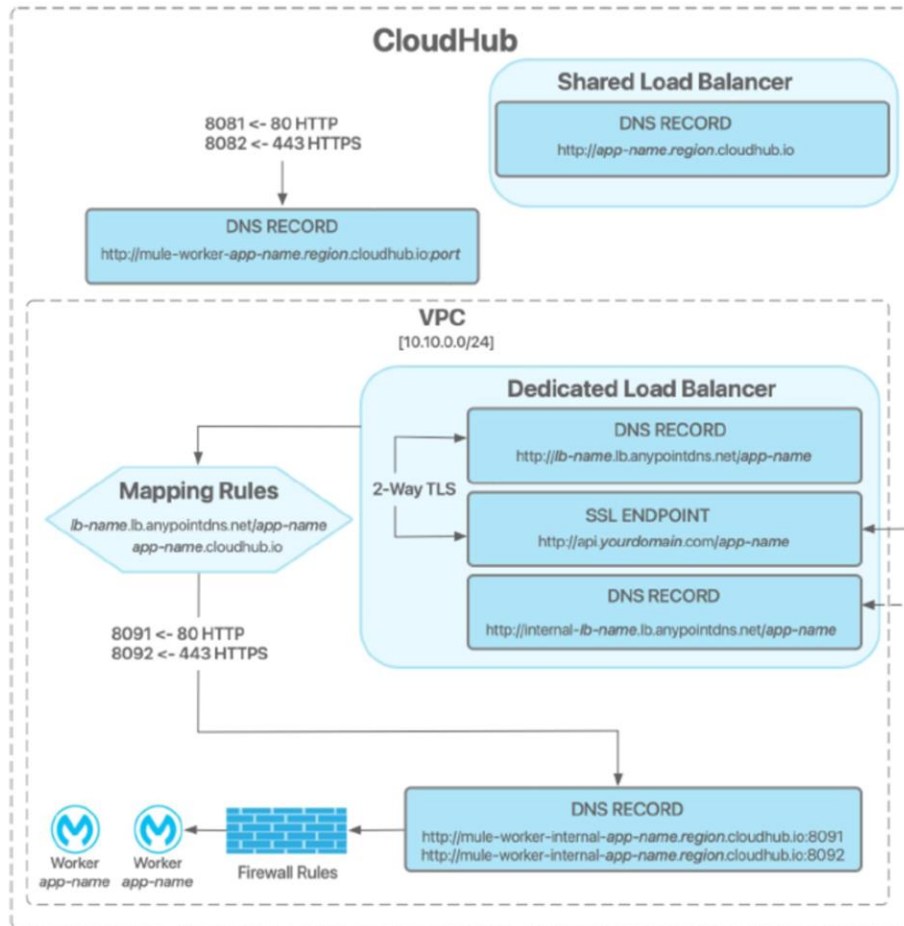 CloudHub
Shared Load Balancer
DNS RECORD
http://app-name.region.cloudhub.io
8081 <- 80 HTTP
8082 <- 443 HTTPS
DNS RECORD
http://mule-worker-app-name.region.cloudhub.io:port
VPC
[10.10.0.0/24]
Dedicated Load Balancer
DNS RECORD
http://lb-name.lb.anypointdns.net/app-name
2-Way TLS
SSL ENDPOINT
http://api.yourdomain.com/app-name
DNS RECORD
http://internal-lb-name.lb.anypointdns.net/app-name
Mapping Rules
lb-name.lb.anypointdns.net/app-name
app-name.cloudhub.io
8091 <- 80 HTTP
8092 <- 443 HTTPS
DNS RECORD
http://mule-worker-internal-app-name.region.cloudhub.io:8091
http://mule-worker-internal-app-name.region.cloudhub.io:8092
Firewall Rules
Worker
app-name
Worker
app-name